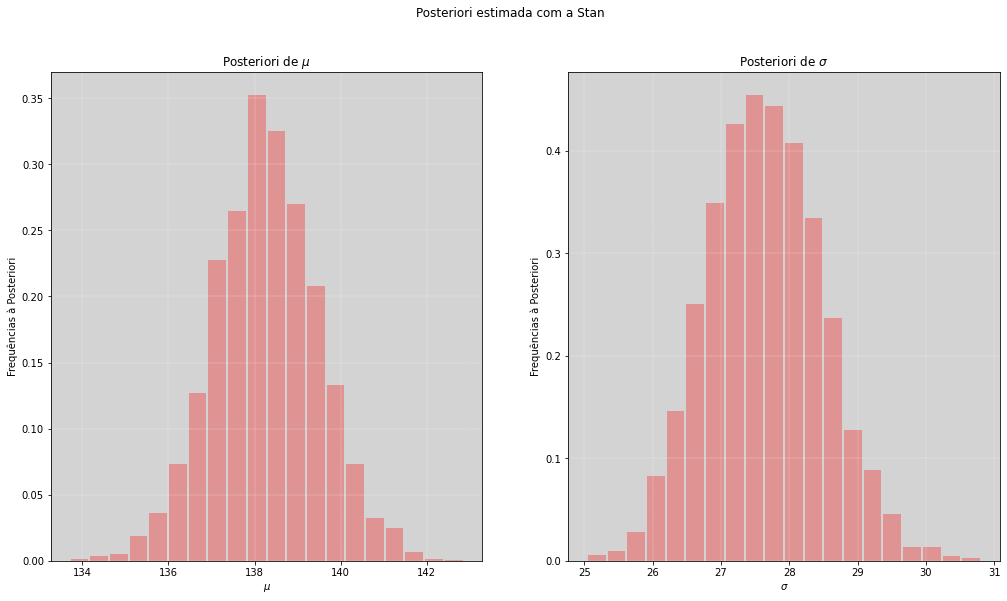 Posteriori estimada com a Stan
Posteriori de μ
0.35
0.30
0.25
0.20
0.15
0.10
0.05
0.00
Frequências à Posteriori
134 136 138 140 142
μ
Posteriori de σ
0.4
0.3
0.2
0.1
0.0
Frequências à Posteriori
25 26 27 28 29 30 31
σ